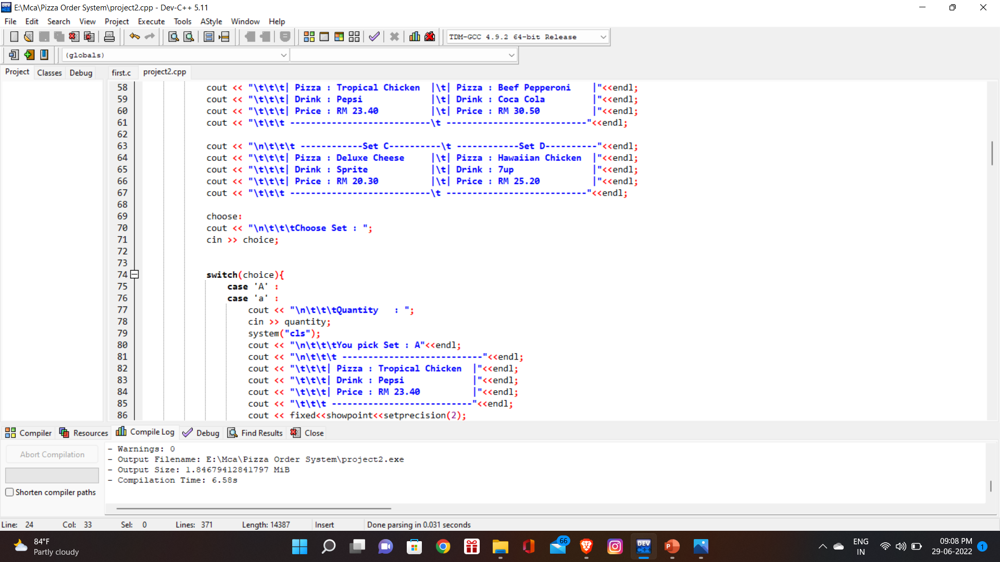 E:\Mca\Pizza Order System\project2.cpp - Dev-C++ 5.11
File Edit Search View Project Execute Tools AStyle Window Help
TDM-GCC 4.9.2 64-bit Release
(globals)
Project Classes Debug first.c project2.cpp
58 cout << "\t\t\t| Pizza : Tropical Chicken  |\t| Pizza : Beef Pepperoni    |"<<endl;
59 cout << "\t\t\t| Drink : Pepsi             |\t| Drink : Coca Cola         |"<<endl;
60 cout << "\t\t\t| Price : RM 23.40          |\t| Price : RM 30.50          |"<<endl;
61 cout << "\t\t\t ---------------------------\t ---------------------------"<<endl;
62
63 cout << "\n\t\t\t ------------Set C----------\t ------------Set D----------"<<endl;
64 cout << "\t\t\t| Pizza : Deluxe Cheese     |\t| Pizza : Hawaiian Chicken  |"<<endl;
65 cout << "\t\t\t| Drink : Sprite            |\t| Drink : 7up               |"<<endl;
66 cout << "\t\t\t| Price : RM 20.30          |\t| Price : RM 25.20          |"<<endl;
67 cout << "\t\t\t ---------------------------\t ---------------------------"<<endl;
68
69 choose:
70 cout << "\n\t\t\tChoose Set : ";
71 cin >> choice;
72
73
74 switch(choice){
75 case 'A' :
76 case 'a' :
77 cout << "\n\t\t\tQuantity   : ";
78 cin >> quantity;
79 system("cls");
80 cout << "\n\t\t\tYou pick Set : A"<<endl;
81 cout << "\n\t\t\t ---------------------------"<<endl;
82 cout << "\t\t\t| Pizza : Tropical Chicken  |"<<endl;
83 cout << "\t\t\t| Drink : Pepsi             |"<<endl;
84 cout << "\t\t\t| Price : RM 23.40          |"<<endl;
85 cout << "\t\t\t ---------------------------"<<endl;
86 cout << fixed<<showpoint<<setprecision(2);
Compiler Resources Compile Log Debug Find Results Close
Abort Compilation
Shorten compiler paths
- Warnings: 0
- Output Filename: E:\Mca\Pizza Order System\project2.exe
- Output Size: 1.84679412841797 MiB
- Compilation Time: 6.58s
Line: 24 Col: 33 Sel: 0 Lines: 371 Length: 14387 Insert Done parsing in 0.031 seconds
84°F
Partly cloudy
66
DEV
C++
P
ENG
IN
09:08 PM
29-06-2022
1